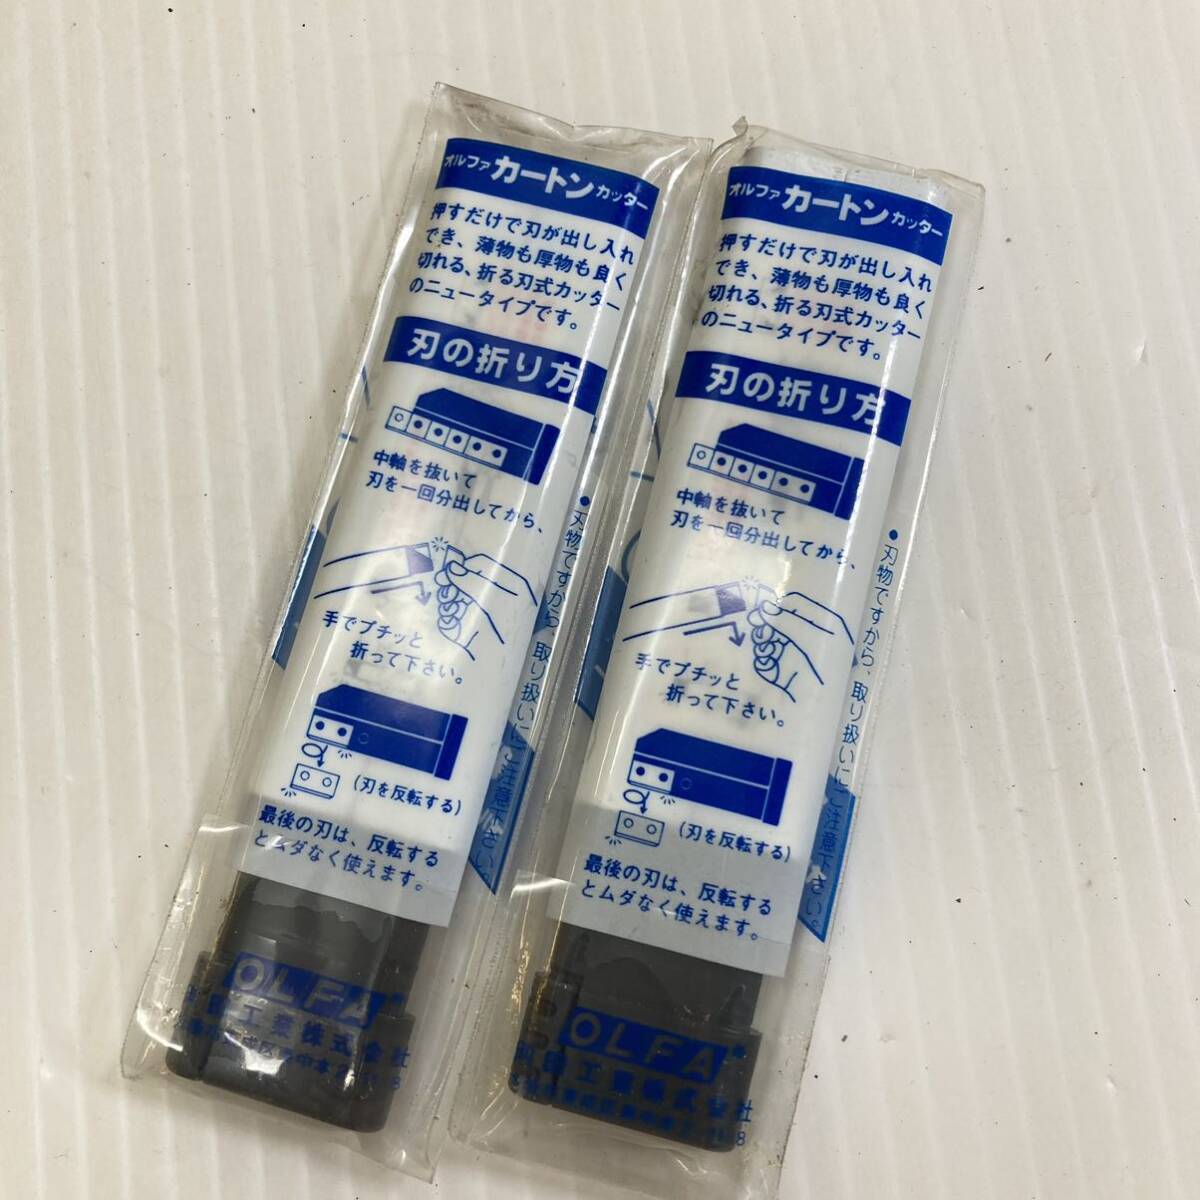 オルファカートンカッター
押すだけで刃が出し入れ
でき、薄物も厚物も良く
切れる、折る刃式カッター
のニュータイプです。
刃の折り方
中軸を抜いて
刃を一回分出してから、
手でプチッと
折って下さい。
(刃を反転する)
最後の刃は、反転する
とムダなく使えます。
●刃物ですから、取り扱いにご注意下さい。
OLFA
工業株式会社
オルファカートンカッター
押すだけで刃が出し入れ
でき、薄物も厚物も良く
切れる、折る刃式カッター
のニュータイプです。
刃の折り方
中軸を抜いて
刃を一回分出してから、
手でプチッと
折って下さい。
(刃を反転する)
最後の刃は、反転する
とムダなく使えます。
●刃物ですから、取り扱いにご注意下さい。
OLFA
工業株式会社